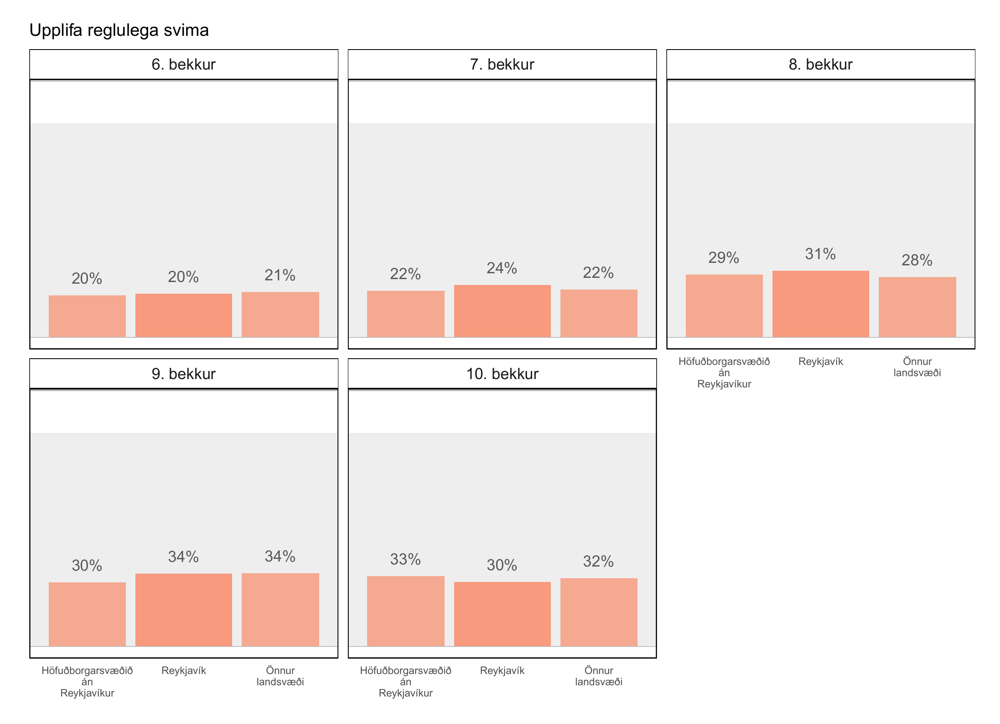 Upplifa reglulega svima
6. bekkur
7. bekkur
8. bekkur
20%
20%
21%
22%
24%
22%
29%
31%
28%
Höfuðborgarsvæðið
án
Reykjavíkur
Reykjavík
Önnur
landsvæði
9. bekkur
10. bekkur
30%
34%
34%
33%
30%
32%
Höfuðborgarsvæðið
án
Reykjavíkur
Reykjavík
Önnur
landsvæði
Höfuðborgarsvæðið
án
Reykjavíkur
Reykjavík
Önnur
landsvæði